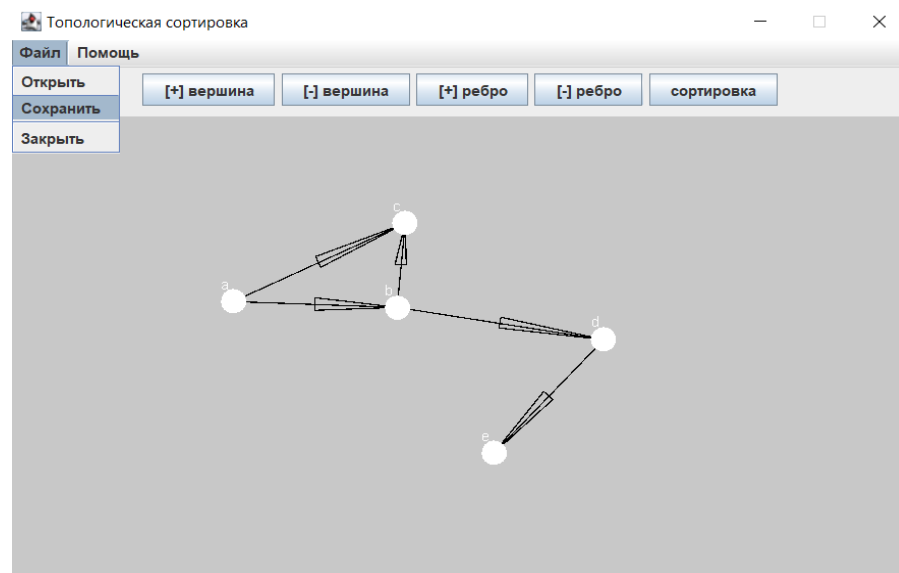 Топологическая сортировка
Файл Помощь
Открыть
Сохранить
Закрыть
[+] вершина [-] вершина [+] ребро [-] ребро сортировка
c
a
b
d
e